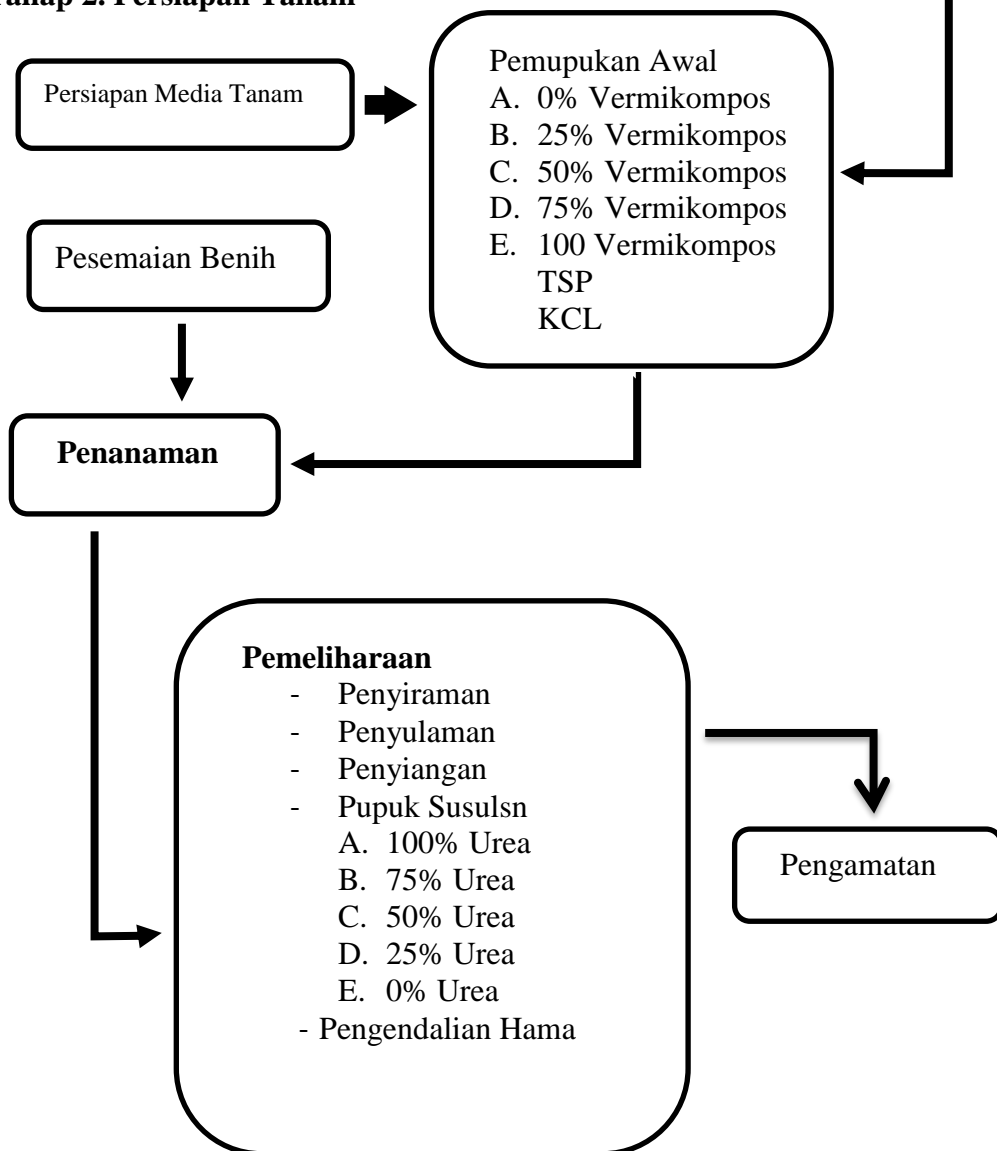 2. Persiapan Tanam
Persiapan Media Tanam
Pemupukan Awal
A. 0% Vermikompos
B. 25% Vermikompos
C. 50% Vermikompos
D. 75% Vermikompos
E. 100 Vermikompos
TSP
KCL
Pesemaian Benih
Penanaman
Pemeliharaan
- Penyiraman
- Penyulaman
- Penyiangan
- Pupuk Susulsn
A. 100% Urea
B. 75% Urea
C. 50% Urea
D. 25% Urea
E. 0% Urea
- Pengendalian Hama
Pengamatan